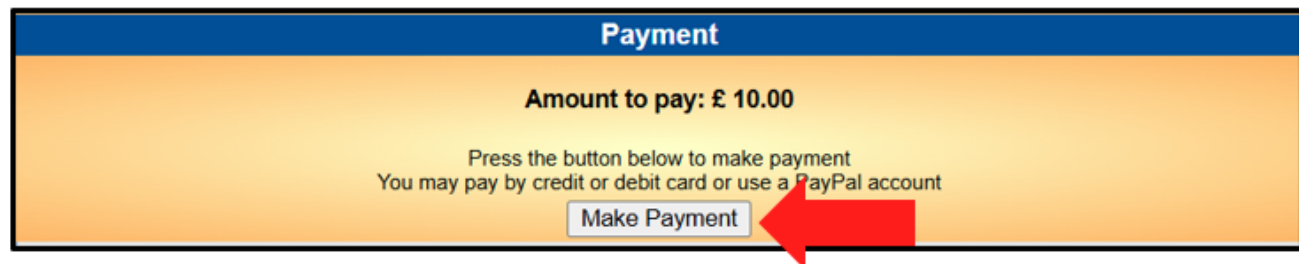 Payment
Amount to pay: £ 10.00
Press the button below to make payment
You may pay by credit or debit card or use a PayPal account
Make Payment